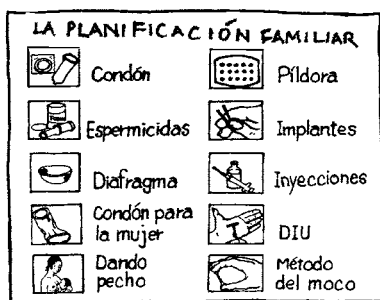 LA PLANIFICACIÓN FAMILIAR
Condón
Píldora
Espermicidas
Implantes
Diafragma
Inyecciones
Condón para
la mujer
DIU
Dando
pecho
Método
del moco